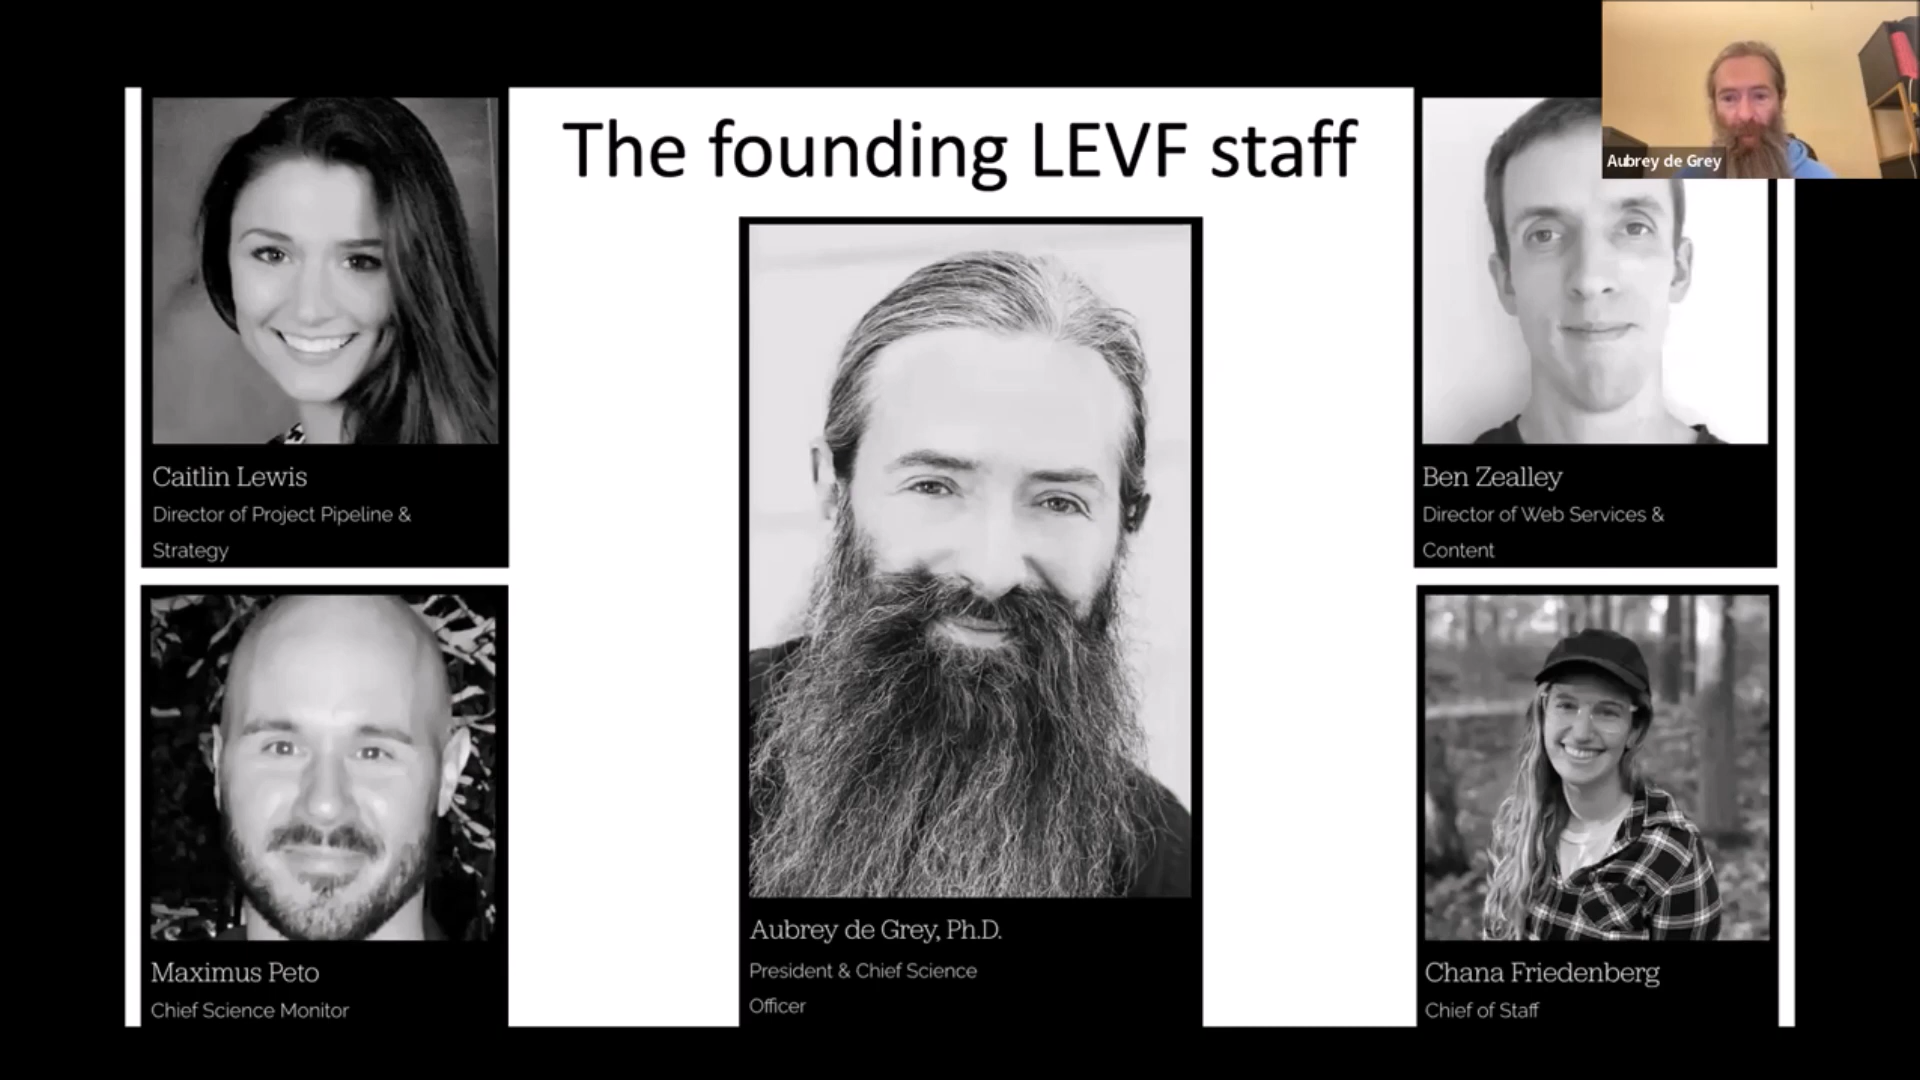 The founding LEVF staff
Aubrey de Grey
Caitlin Lewis
Director of Project Pipeline &
Strategy
Ben Zealley
Director of Web Services &
Content
Maximus Peto
Chief Science Monitor
Aubrey de Grey, Ph.D.
President & Chief Science
Officer
Chana Friedenberg
Chief of Staff